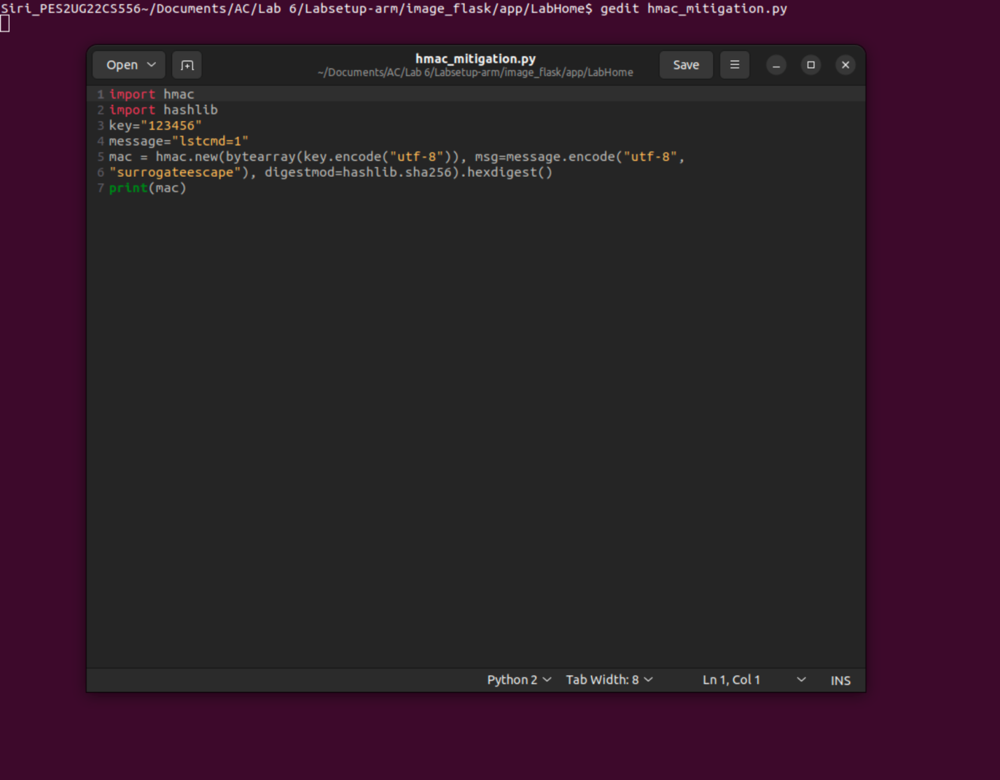 Siri_PES2UG22CS556~/Documents/AC/Lab 6/Labsetup-arm/image_flask/app/LabHome$ gedit hmac_mitigation.py
Open
hmac_mitigation.py
~/Documents/AC/Lab 6/Labsetup-arm/image_flask/app/LabHome
Save
1 import hmac
2 import hashlib
3 key="123456"
4 message="lstcmd=1"
5 mac = hmac.new(bytearray(key.encode("utf-8")), msg=message.encode("utf-8",
6 "surrogateescape"), digestmod=hashlib.sha256).hexdigest()
7 print(mac)
Python 2 Tab Width: 8 Ln 1, Col 1 INS